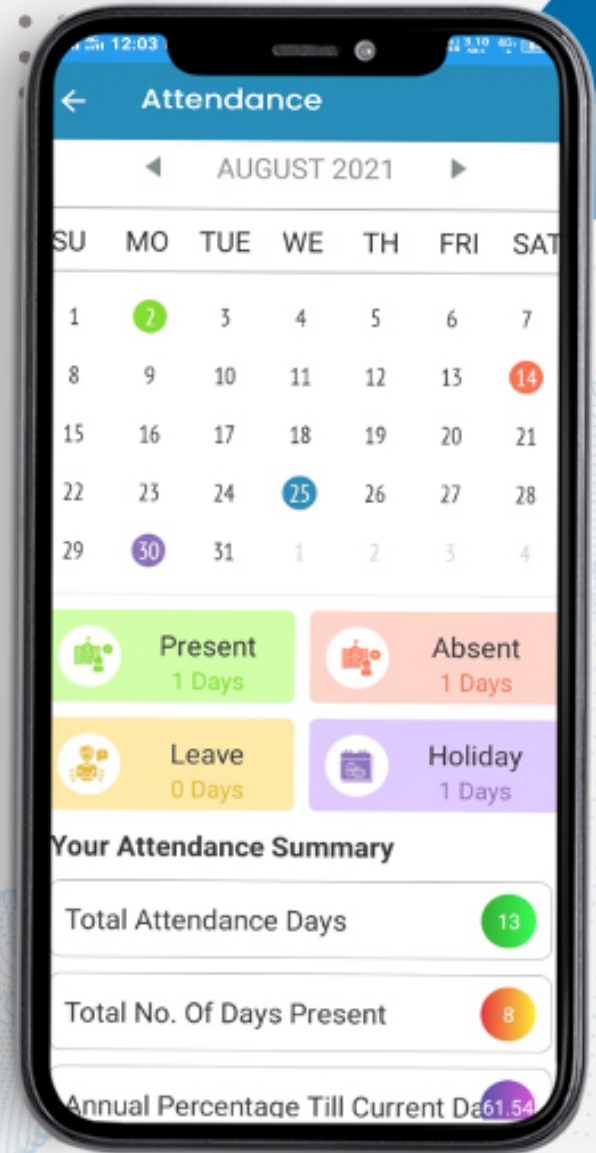 12:03
3.10
4G
Attendance
AUGUST 2021
SU MO TUE WE TH FRI SAT
1 2 3 4 5 6 7
8 9 10 11 12 13 14
15 16 17 18 19 20 21
22 23 24 25 26 27 28
29 30 31 1 2 3 4
Present
1 Days
Absent
1 Days
Leave
0 Days
Holiday
1 Days
Your Attendance Summary
Total Attendance Days 13
Total No. Of Days Present 8
Annual Percentage Till Current Da 61.54